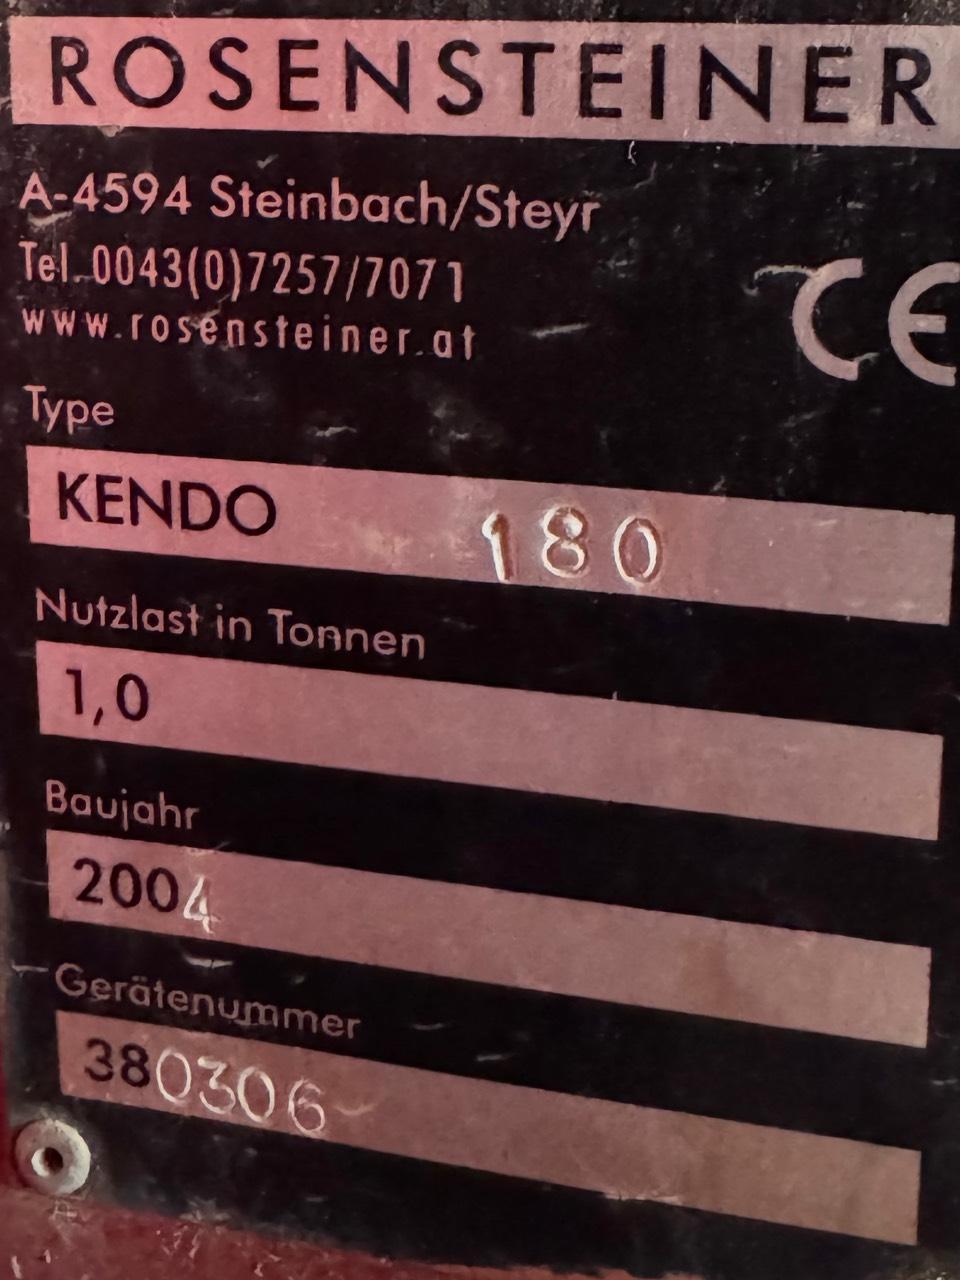 ROSENSTEINER
A-4594 Steinbach/Steyr
Tel. 0043(0)7257/7071
www.rosensteiner.at
CE
Type
KENDO 180
Nutzlast in Tonnen
1,0
Baujahr
2004
Gerätenummer
380306